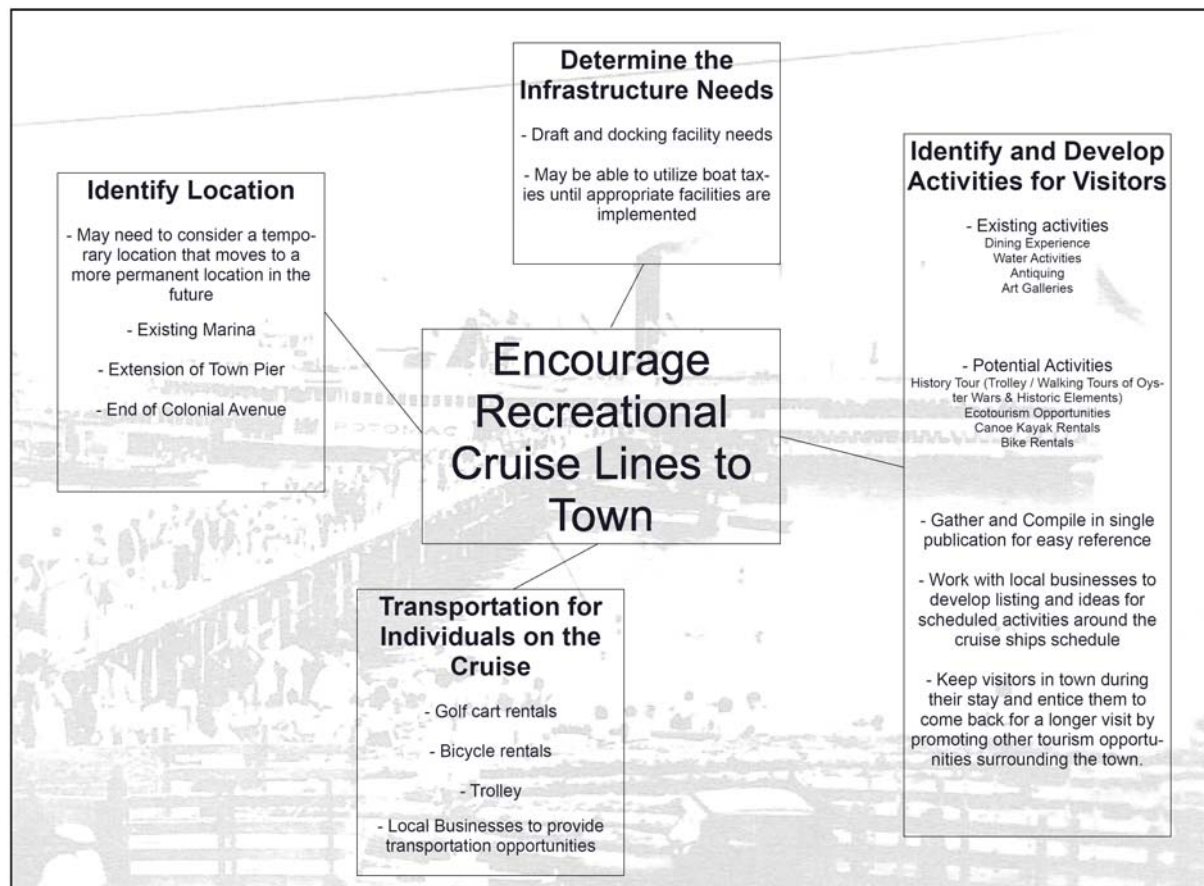 Determine the
Infrastructure Needs
- Draft and docking facility needs
- May be able to utilize boat tax-
ies until appropriate facilities are
implemented
Identify Location
- May need to consider a tempo-
rary location that moves to a
more permanent location in the
future
- Existing Marina
- Extension of Town Pier
- End of Colonial Avenue
Encourage
Recreational
Cruise Lines to
Town
Identify and Develop
Activities for Visitors
- Existing activities
Dining Experience
Water Activities
Antiquing
Art Galleries
- Potential Activities
History Tour (Trolley / Walking Tours of Oys-
ter Wars & Historic Elements)
Ecotourism Opportunities
Canoe Kayak Rentals
Bike Rentals
- Gather and Compile in single
publication for easy reference
- Work with local businesses to
develop listing and ideas for
scheduled activities around the
cruise ships schedule
- Keep visitors in town during
their stay and entice them to
come back for a longer visit by
promoting other tourism opportu-
nities surrounding the town.
Transportation for
Individuals on the
Cruise
- Golf cart rentals
- Bicycle rentals
- Trolley
- Local Businesses to provide
transportation opportunities